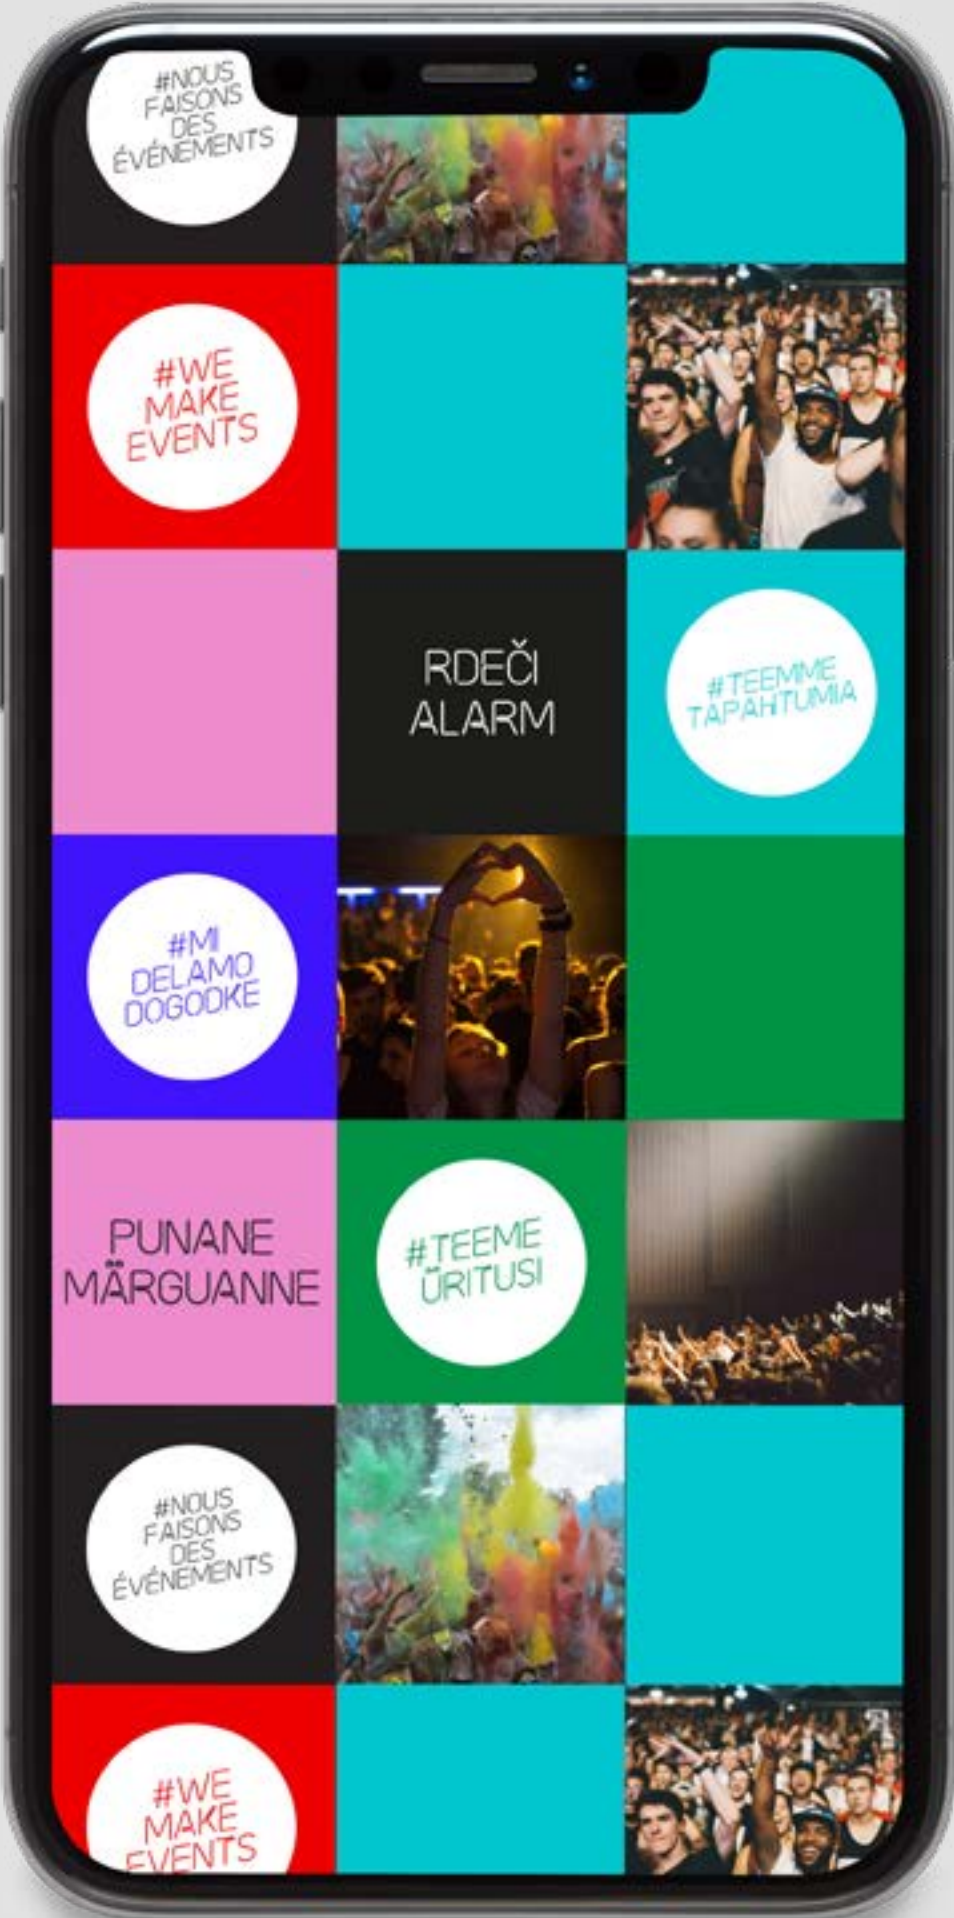 #NOUS
FAISONS
DES
ÉVÉNEMENTS
#WE
MAKE
EVENTS
RDEČI
ALARM
#TEEMME
TAPAHTUMIA
#MI
DELAMO
DOGODKE
PUNANE
MÄRGUANNE
#TEEME
ÜRITUSI
#NOUS
FAISONS
DES
ÉVÉNEMENTS
#WE
MAKE
EVENTS